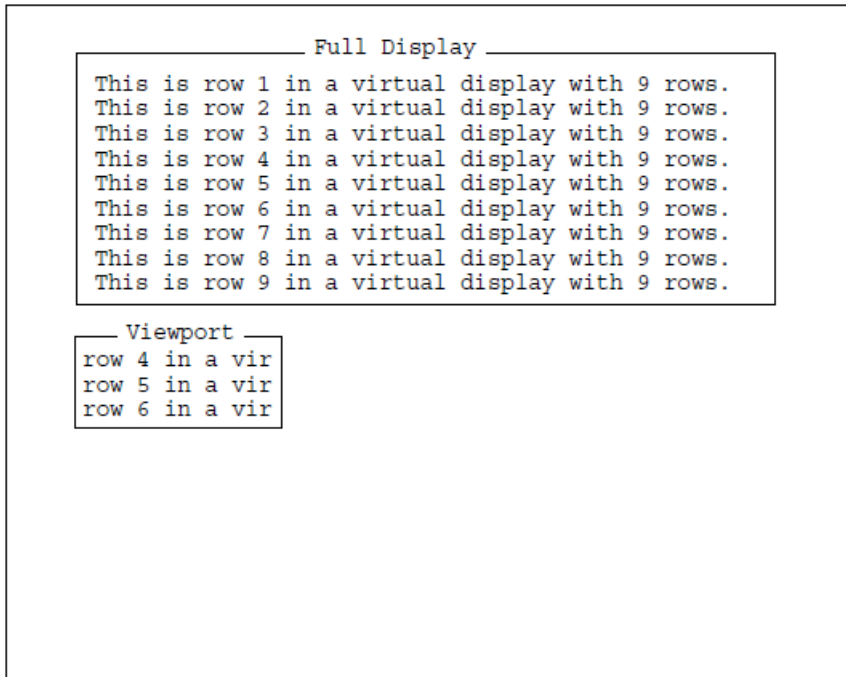 Full Display
This is row 1 in a virtual display with 9 rows.
This is row 2 in a virtual display with 9 rows.
This is row 3 in a virtual display with 9 rows.
This is row 4 in a virtual display with 9 rows.
This is row 5 in a virtual display with 9 rows.
This is row 6 in a virtual display with 9 rows.
This is row 7 in a virtual display with 9 rows.
This is row 8 in a virtual display with 9 rows.
This is row 9 in a virtual display with 9 rows.
Viewport
row 4 in a vir
row 5 in a vir
row 6 in a vir